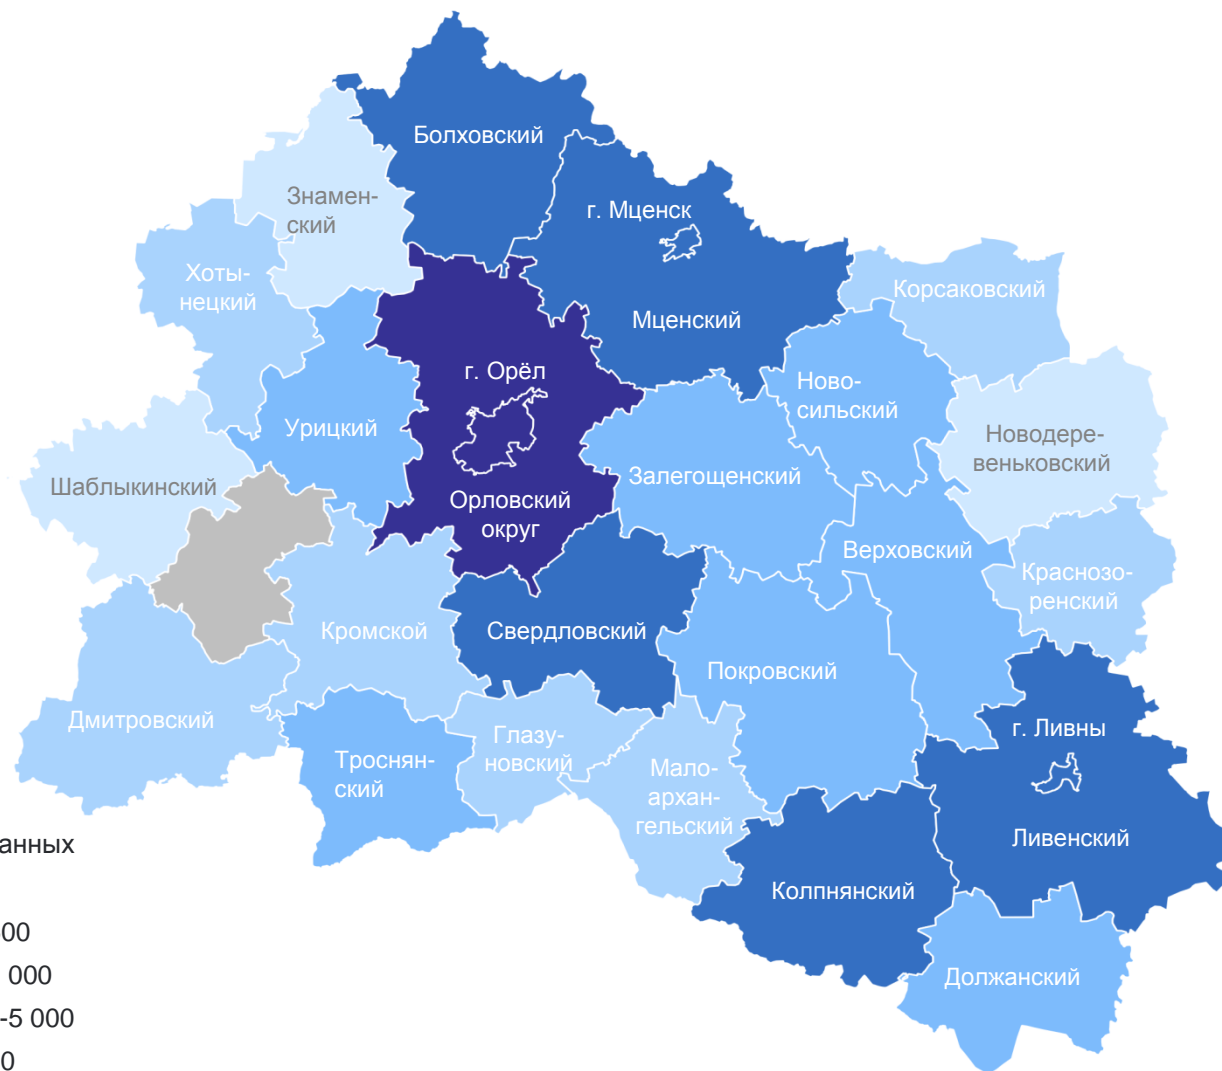 Болховский
Знамен-
ский
г. Мценск
Хоты-
нецкий
Корсаковский
Мценский
г. Орёл
Ново-
сильский
Урицкий
Новодере-
веньковский
Шаблыкинский
Залегощенский
Орловский
округ
Верховский
Краснозо-
ренский
Кромской
Свердловский
Покровский
Дмитровский
Глазу-
новский
г. Ливны
Троснян-
ский
Мало-
архан-
гельский
Ливенский
Колпнянский
Должанский
анных
00
000
-5 000
0